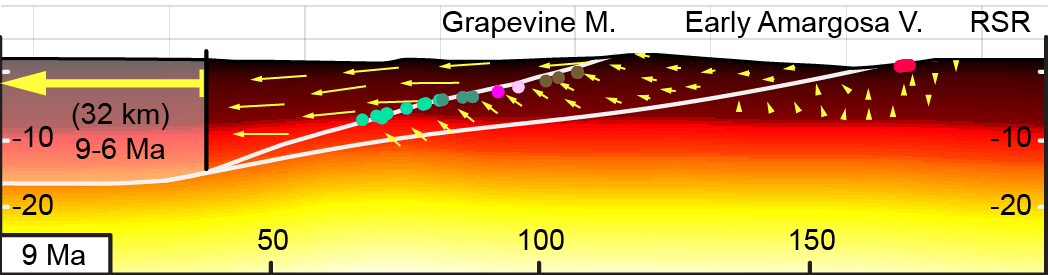 Grapevine M. Early Amargosa V. RSR
(32 km)
-10 9-6 Ma -10
-20 -20
9 Ma 50 100 150